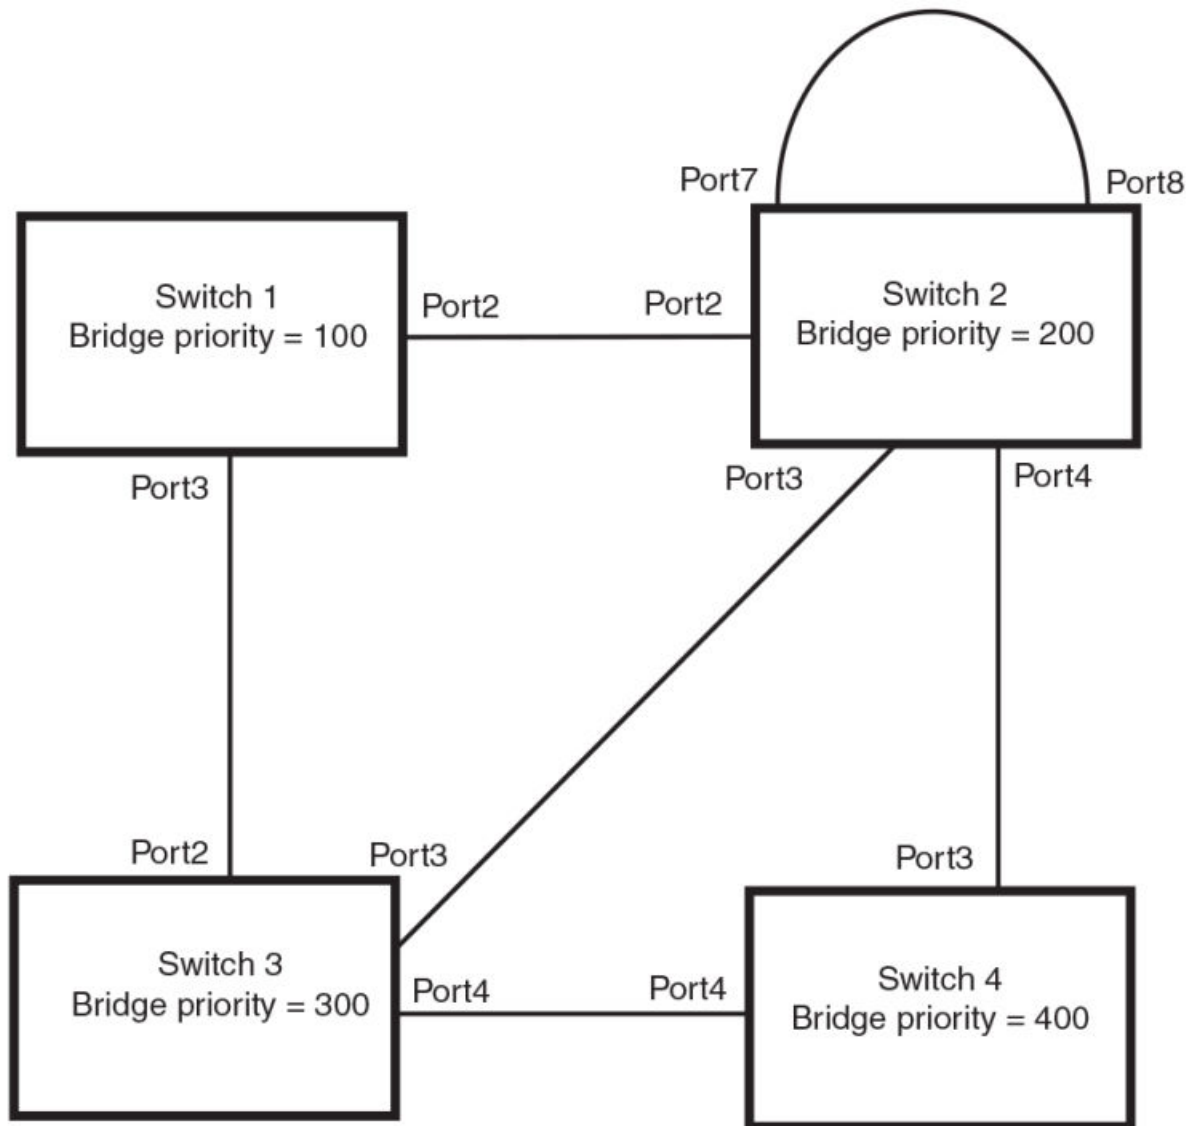 Port7
Port8
Switch 1
Bridge priority = 100
Port2
Port2
Switch 2
Bridge priority = 200
Port3
Port3
Port4
Port2
Port3
Port3
Switch 3
Bridge priority = 300
Port4
Port4
Switch 4
Bridge priority = 400